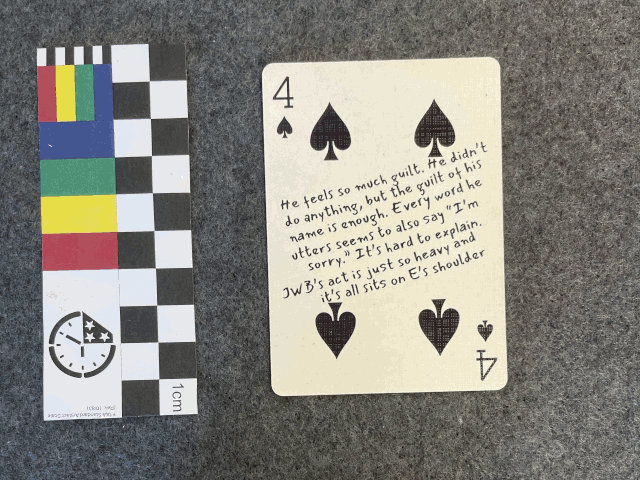 4
He feels so much guilt. He didn't
do anything, but the guilt of his
name is enough. Every word he
utters seems to also say "I'm
sorry." It's hard to explain.
JWB's act is just so heavy and
it's all sits on E's shoulder
4
1cm